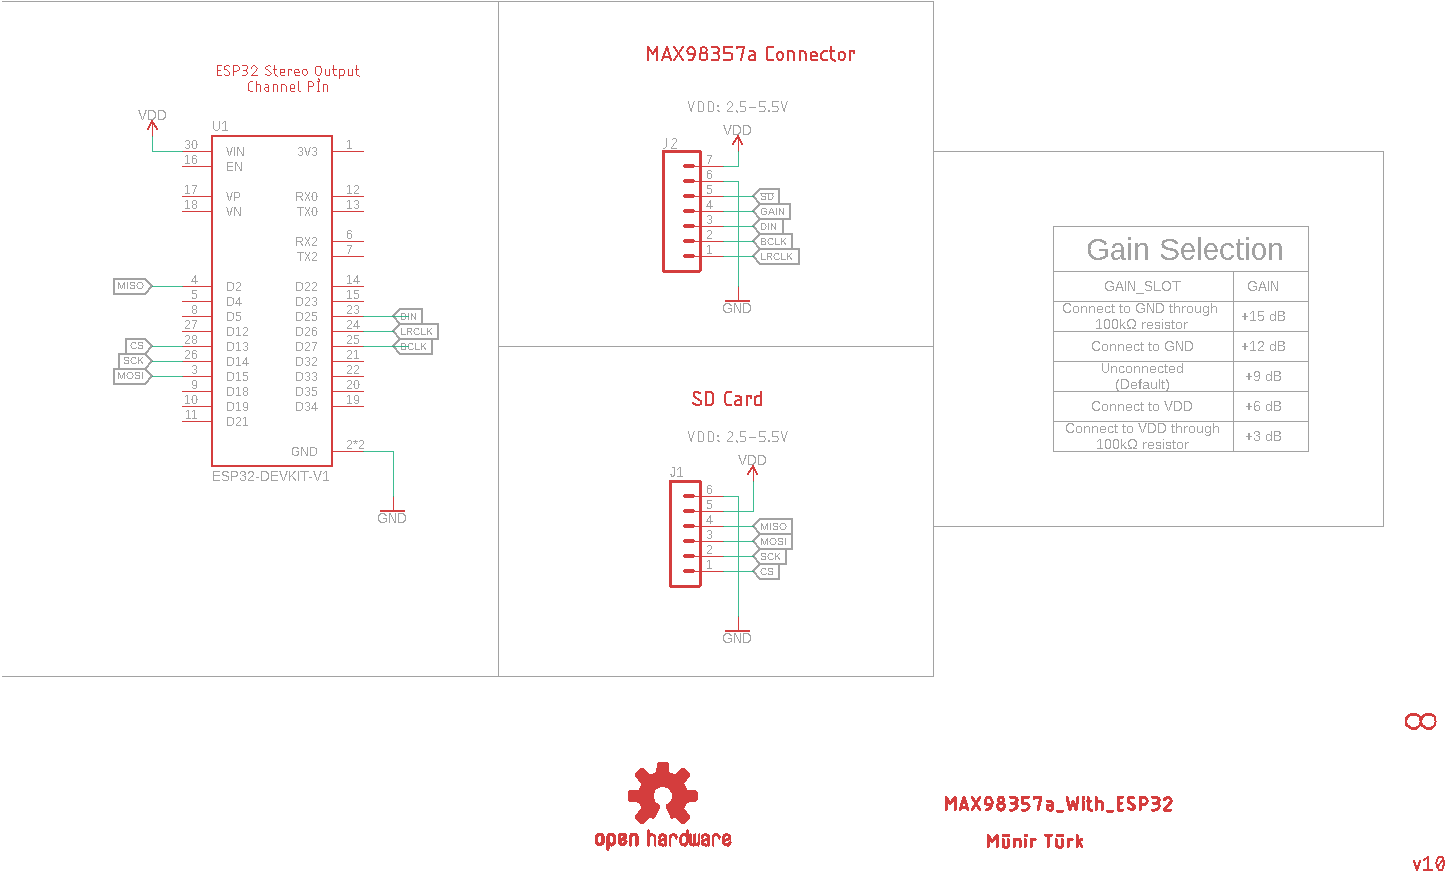 ESP32 Stereo Output
Channel Pin
VDD
U1
30 VIN 3V3 1
16 EN
17 VP RX0 12
18 VN TX0 13
RX2 6
TX2 7
MISO 4 D2 D22 14
5 D4 D23 15
8 D5 D25 23 DIN
27 D12 D26 24 LRCLK
CS 28 D13 D27 25 BCLK
SCK 26 D14 D32 21
MOSI 3 D15 D33 22
9 D18 D35 20
10 D19 D34 19
11 D21
GND 2*2
ESP32-DEVKIT-V1
GND
MAX98357a Connector
VDD: 2,5-5.5V
VDD
J2
7
6
5 SD
4 GAIN
3 DIN
2 BCLK
1 LRCLK
GND
SD Card
VDD: 2,5-5.5V
VDD
J1
6
5
4 MISO
3 MOSI
2 SCK
1 CS
GND
Gain Selection
GAIN_SLOT GAIN
Connect to GND through
100kΩ resistor +15 dB
Connect to GND +12 dB
Unconnected
(Default) +9 dB
Connect to VDD +6 dB
Connect to VDD through
100kΩ resistor +3 dB
8
open hardware
MAX98357a_With_ESP32
Münir Türk
v10